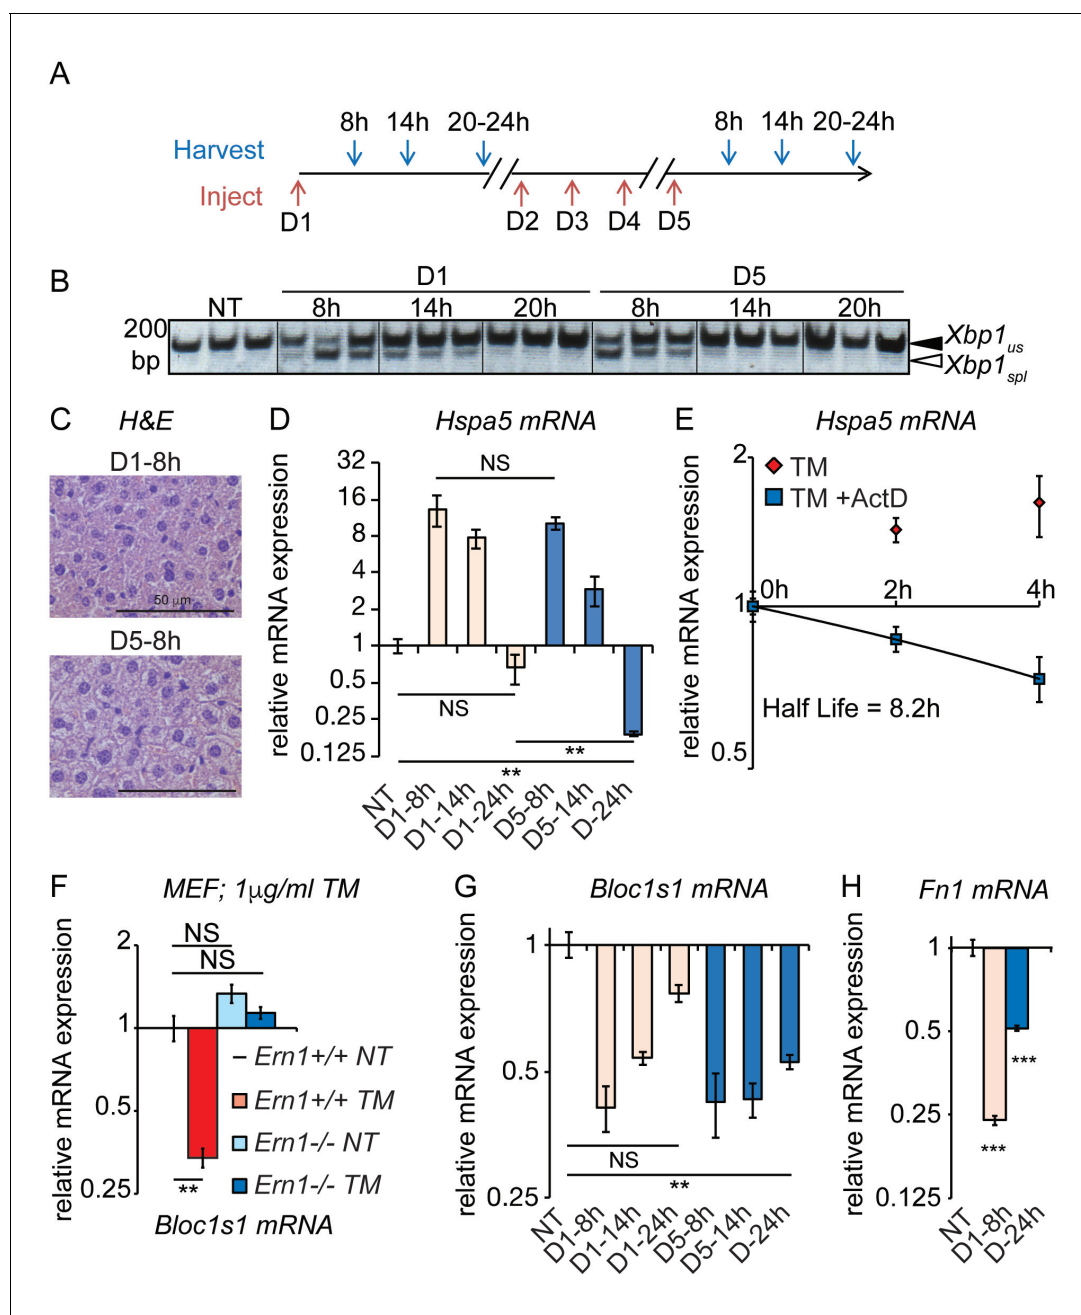 A
8h 14h 20-24h 8h 14h 20-24h
Harvest
Inject
D1 D2 D3 D4 D5
B
D1 D5
NT 8h 14h 20h 8h 14h 20h
200
bp
Xbp1us
Xbp1spl
C
H&E
D1-8h
50 μm
D5-8h
D
Hspa5 mRNA
relative mRNA expression
32
16
8
4
2
1
0.5
0.25
0.125
NS
NS
**
**
NT D1-8h D1-14h D1-24h D5-8h D5-14h D-24h
E
Hspa5 mRNA
relative mRNA expression
2
1
0.5
TM
TM +ActD
0h 2h 4h
Half Life = 8.2h
F
MEF; 1μg/ml TM
relative mRNA expression
2
1
0.5
0.25
NS
NS
**
Ern1+/+ NT
Ern1+/+ TM
Ern1-/- NT
Ern1-/- TM
Bloc1s1 mRNA
G
Bloc1s1 mRNA
relative mRNA expression
1
0.5
0.25
NS
**
NT D1-8h D1-14h D1-24h D5-8h D5-14h D-24h
H
Fn1 mRNA
relative mRNA expression
1
0.5
0.25
0.125
***
***
NT D1-8h D-24h